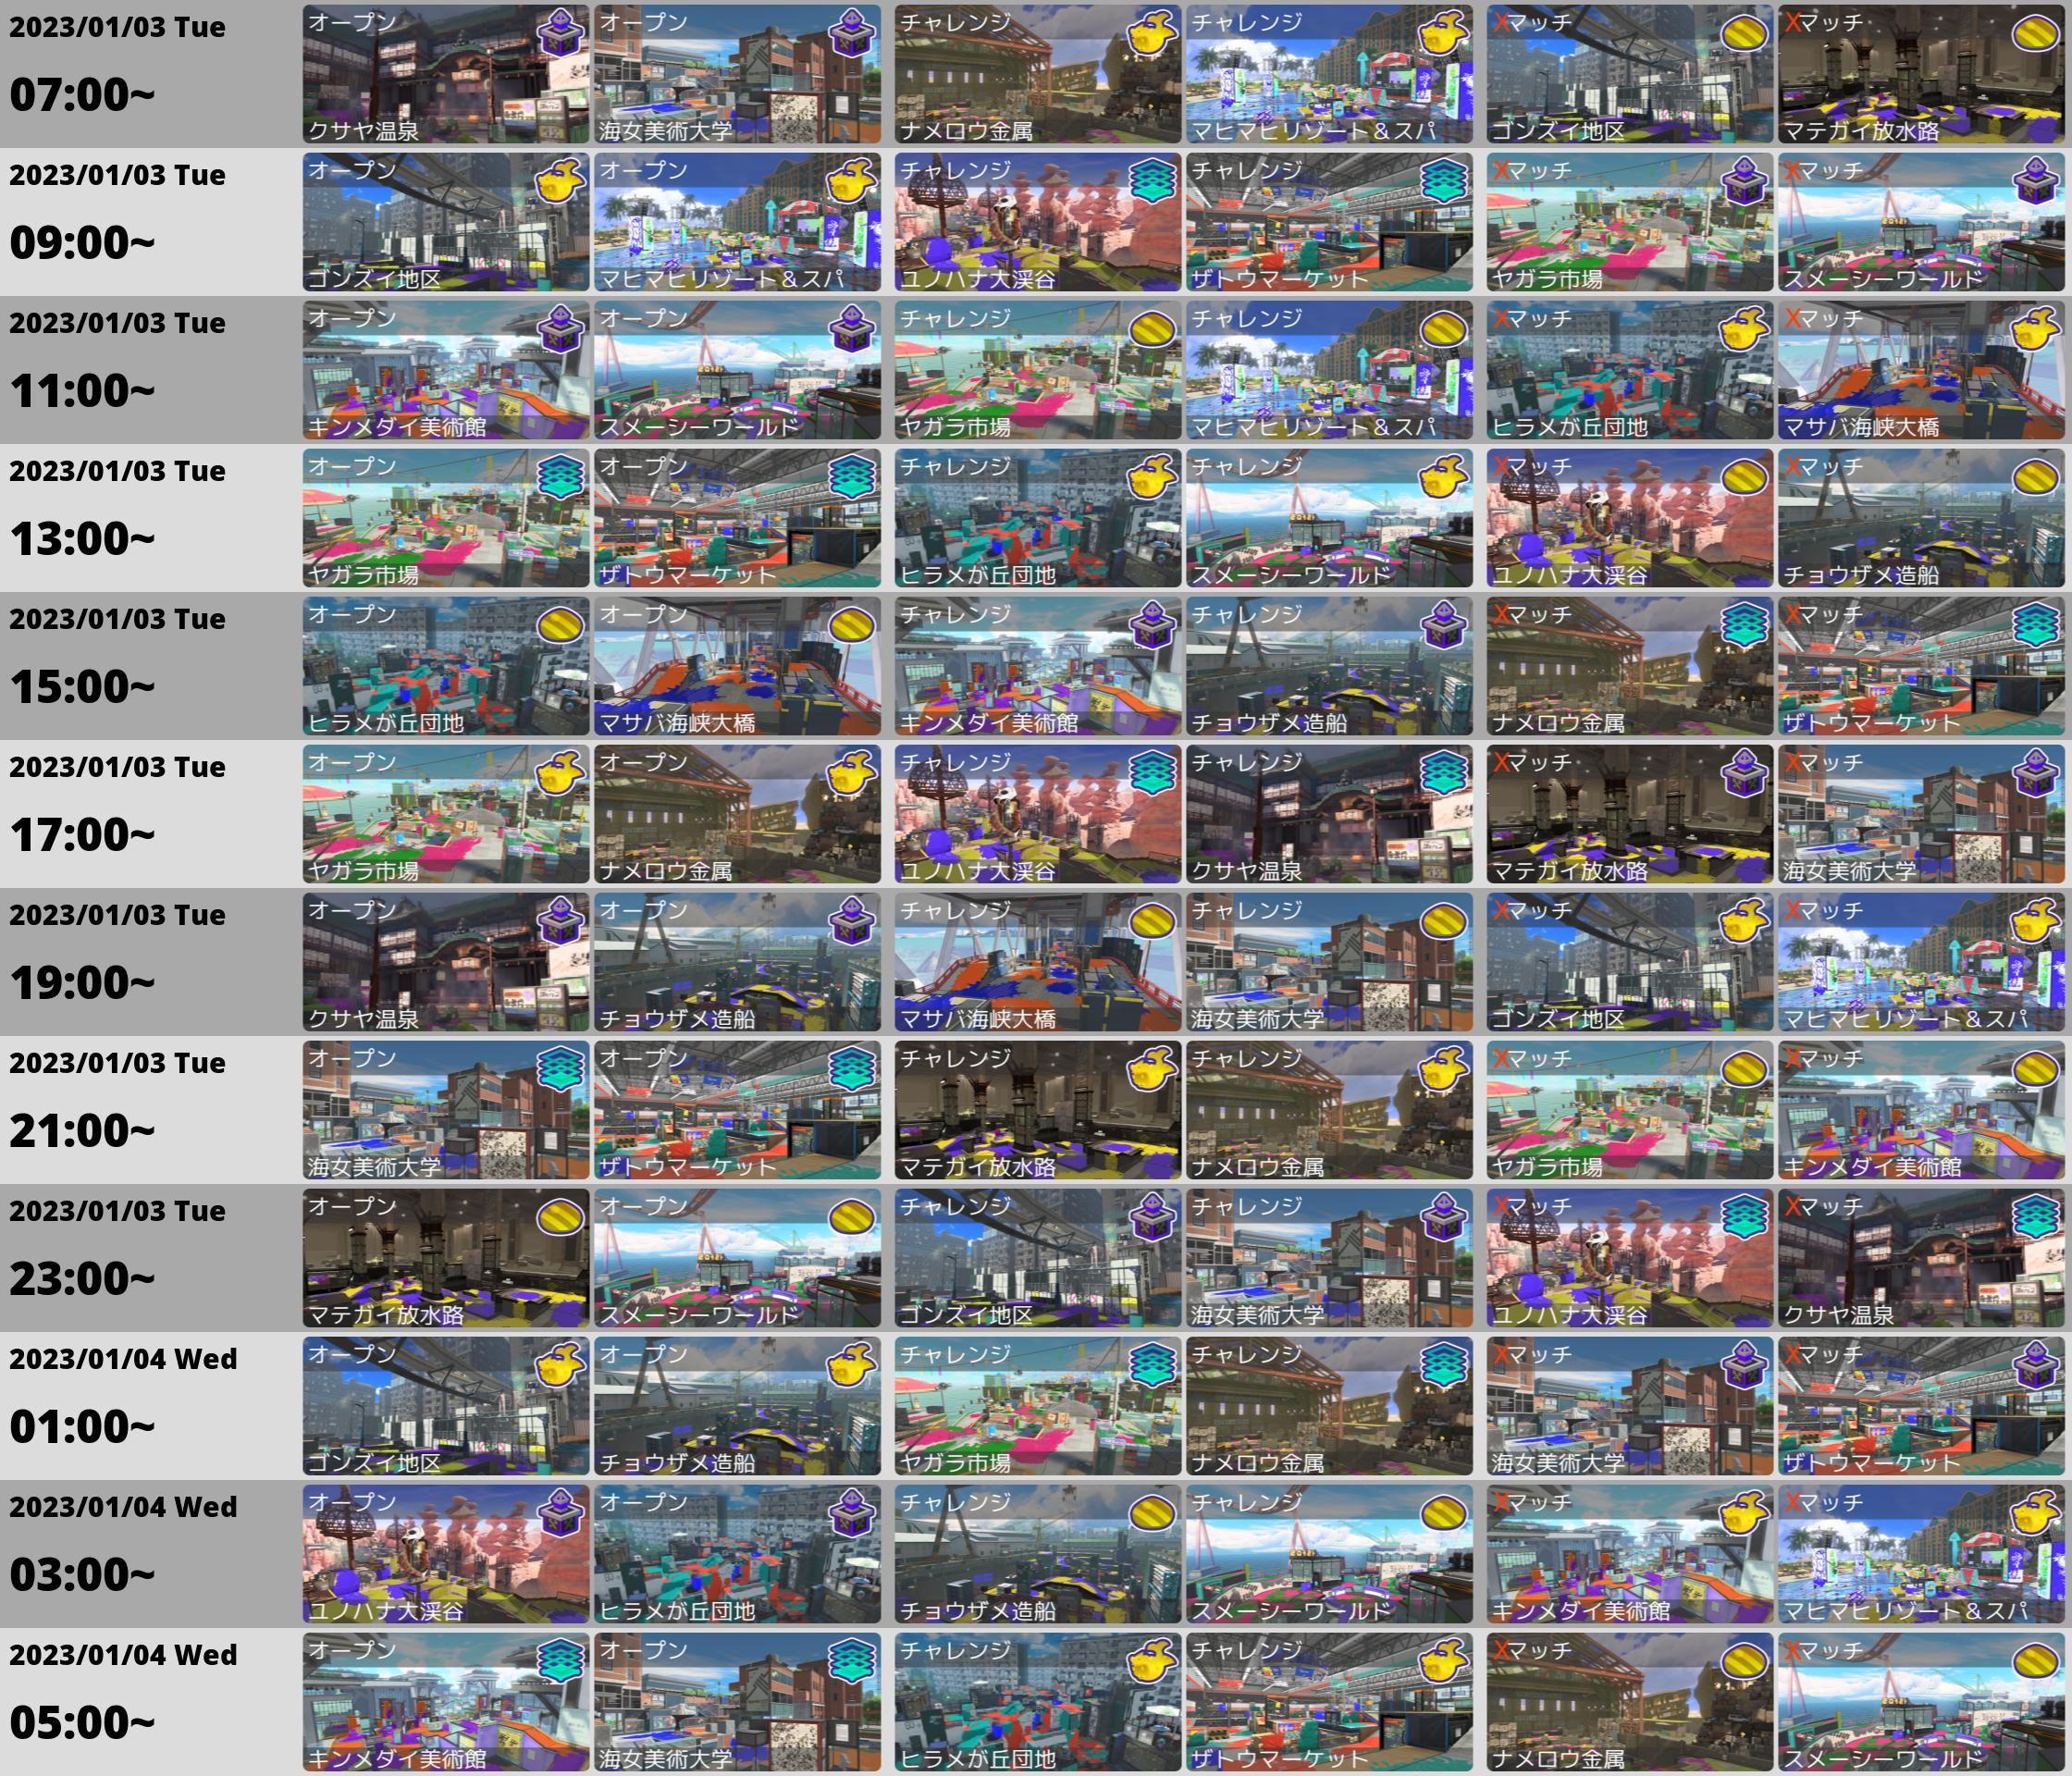 2023/01/03 Tue
07:00~
オープン オープン チャレンジ チャレンジ Xマッチ Xマッチ
クサヤ温泉 海女美術大学 ナメロウ金属 マヒマヒリゾート＆スパ ゴンズイ地区 マテガイ放水路
2023/01/03 Tue
09:00~
オープン オープン チャレンジ チャレンジ Xマッチ Xマッチ
ゴンズイ地区 マヒマヒリゾート＆スパ ユノハナ大渓谷 ザトウマーケット ヤガラ市場 スメーシーワールド
2023/01/03 Tue
11:00~
オープン オープン チャレンジ チャレンジ Xマッチ Xマッチ
キンメダイ美術館 スメーシーワールド ヤガラ市場 マヒマヒリゾート＆スパ ヒラメが丘団地 マサバ海峡大橋
2023/01/03 Tue
13:00~
オープン オープン チャレンジ チャレンジ Xマッチ Xマッチ
ヤガラ市場 ザトウマーケット ヒラメが丘団地 スメーシーワールド ユノハナ大渓谷 チョウザメ造船
2023/01/03 Tue
15:00~
オープン オープン チャレンジ チャレンジ Xマッチ Xマッチ
ヒラメが丘団地 マサバ海峡大橋 キンメダイ美術館 チョウザメ造船 ナメロウ金属 ザトウマーケット
2023/01/03 Tue
17:00~
オープン オープン チャレンジ チャレンジ Xマッチ Xマッチ
ヤガラ市場 ナメロウ金属 ユノハナ大渓谷 クサヤ温泉 マテガイ放水路 海女美術大学
2023/01/03 Tue
19:00~
オープン オープン チャレンジ チャレンジ Xマッチ Xマッチ
クサヤ温泉 チョウザメ造船 マサバ海峡大橋 海女美術大学 ゴンズイ地区 マヒマヒリゾート＆スパ
2023/01/03 Tue
21:00~
オープン オープン チャレンジ チャレンジ Xマッチ Xマッチ
海女美術大学 ザトウマーケット マテガイ放水路 ナメロウ金属 ヤガラ市場 キンメダイ美術館
2023/01/03 Tue
23:00~
オープン オープン チャレンジ チャレンジ Xマッチ Xマッチ
マテガイ放水路 スメーシーワールド ゴンズイ地区 海女美術大学 ユノハナ大渓谷 クサヤ温泉
2023/01/04 Wed
01:00~
オープン オープン チャレンジ チャレンジ Xマッチ Xマッチ
ゴンズイ地区 チョウザメ造船 ヤガラ市場 ナメロウ金属 海女美術大学 ザトウマーケット
2023/01/04 Wed
03:00~
オープン オープン チャレンジ チャレンジ Xマッチ Xマッチ
ユノハナ大渓谷 ヒラメが丘団地 チョウザメ造船 スメーシーワールド キンメダイ美術館 マヒマヒリゾート＆スパ
2023/01/04 Wed
05:00~
オープン オープン チャレンジ チャレンジ Xマッチ Xマッチ
キンメダイ美術館 海女美術大学 ヒラメが丘団地 ザトウマーケット ナメロウ金属 スメーシーワールド